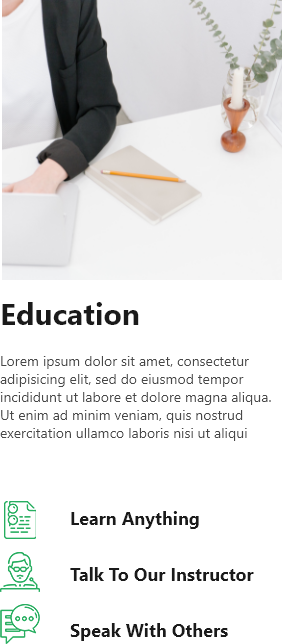 Education
Lorem ipsum dolor sit amet, consectetur
adipisicing elit, sed do eiusmod tempor
incididunt ut labore et dolore magna aliqua.
Ut enim ad minim veniam, quis nostrud
exercitation ullamco laboris nisi ut aliqui
Learn Anything
Talk To Our Instructor
Speak With Others